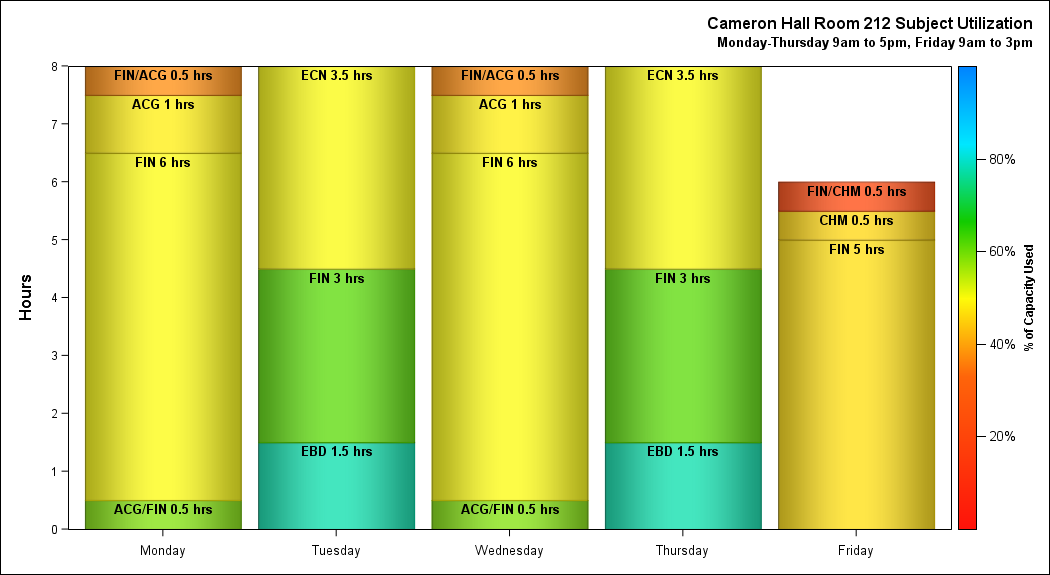 Cameron Hall Room 212 Subject Utilization
Monday-Thursday 9am to 5pm, Friday 9am to 3pm
Hours
8
7
6
5
4
3
2
1
0
FIN/ACG 0.5 hrs
ACG 1 hrs
FIN 6 hrs
ACG/FIN 0.5 hrs
ECN 3.5 hrs
FIN 3 hrs
EBD 1.5 hrs
FIN/ACG 0.5 hrs
ACG 1 hrs
FIN 6 hrs
ACG/FIN 0.5 hrs
ECN 3.5 hrs
FIN 3 hrs
EBD 1.5 hrs
FIN/CHM 0.5 hrs
CHM 0.5 hrs
FIN 5 hrs
Monday Tuesday Wednesday Thursday Friday
80%
60%
40%
20%
% of Capacity Used